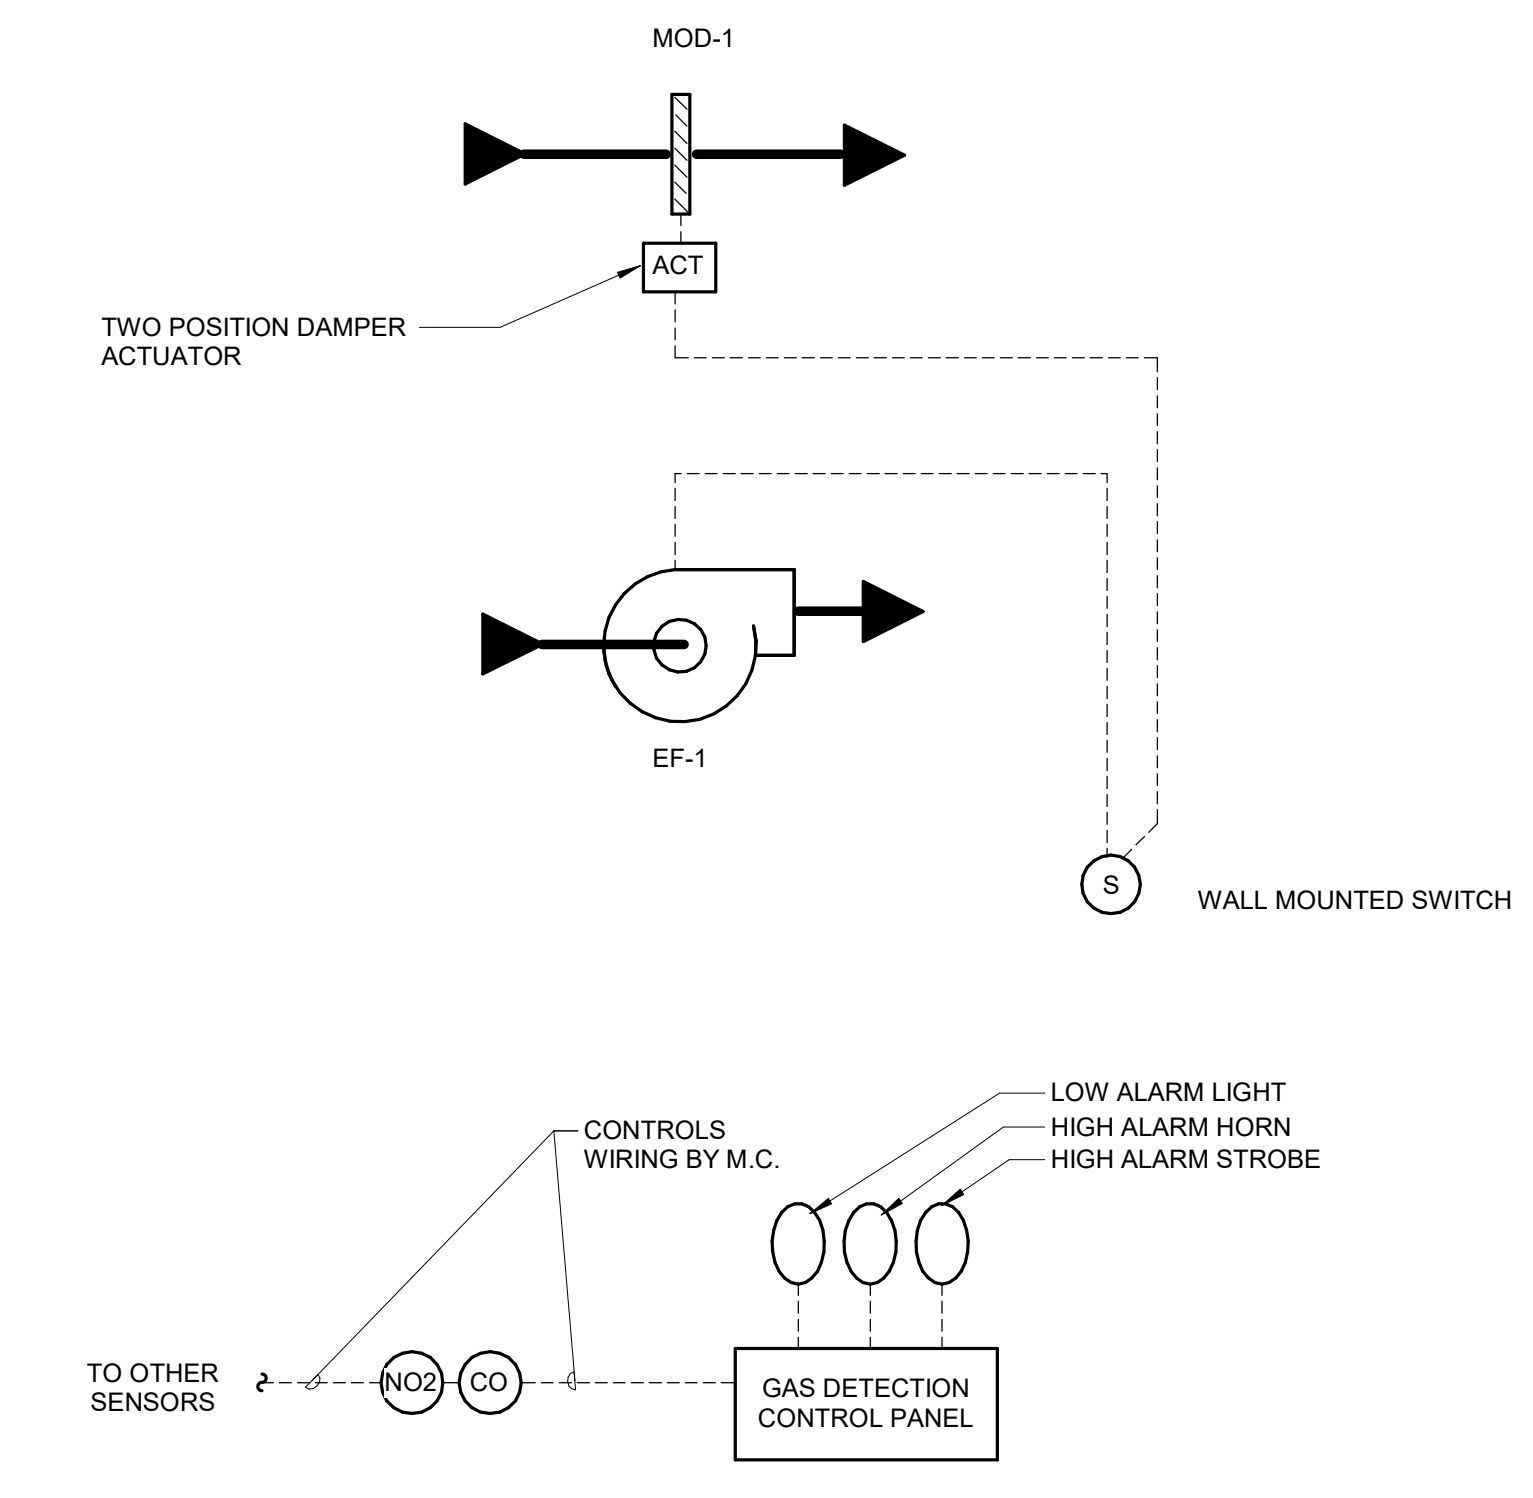 MOD-1
ACT
TWO POSITION DAMPER
ACTUATOR
EF-1
S
WALL MOUNTED SWITCH
LOW ALARM LIGHT
HIGH ALARM HORN
HIGH ALARM STROBE
CONTROLS
WIRING BY M.C.
TO OTHER
SENSORS
NO2
CO
GAS DETECTION
CONTROL PANEL